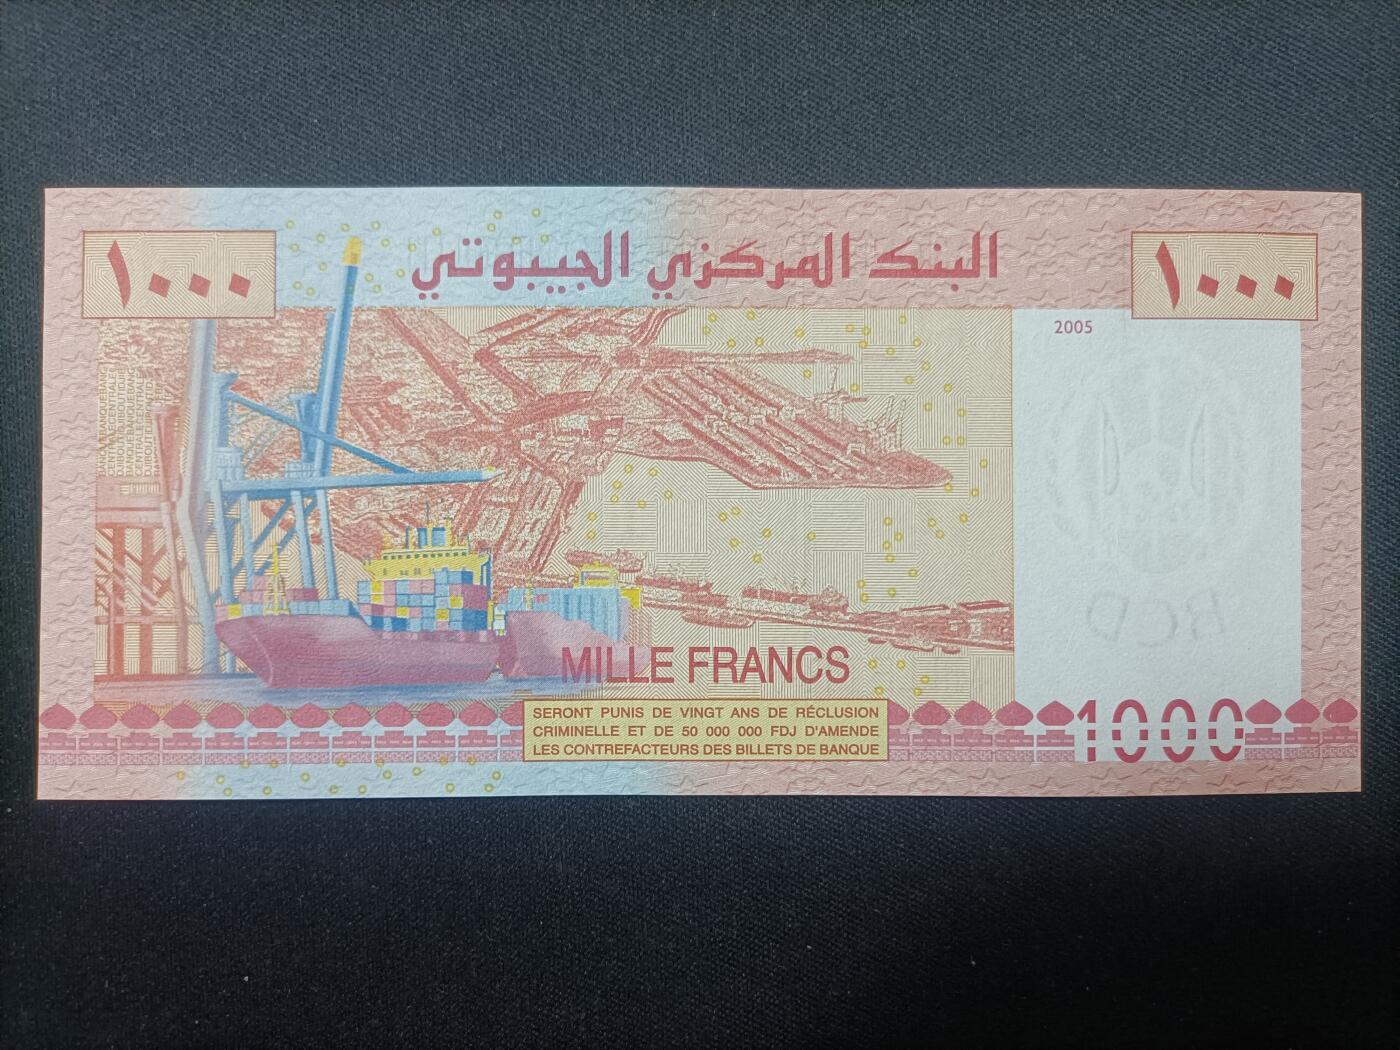 البنك المركزي الجيبوتي
١٠٠٠
١٠٠٠
2005
BCD
MILLE FRANCS
SERONT PUNIS DE VINGT ANS DE RÉCLUSION
CRIMINELLE ET DE 50 000 000 FDJ D'AMENDE
LES CONTREFACTEURS DES BILLETS DE BANQUE
1000